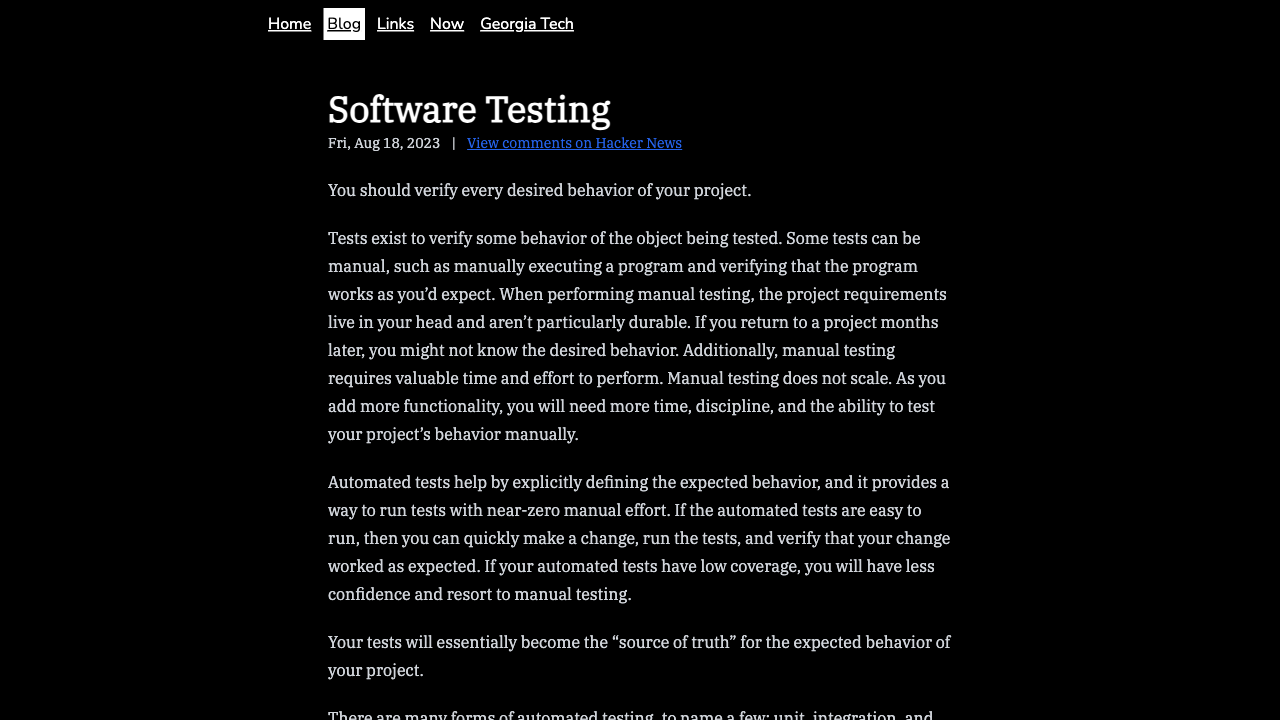 Home Blog Links Now Georgia Tech
Software Testing
Fri, Aug 18, 2023 | View comments on Hacker News
You should verify every desired behavior of your project.
Tests exist to verify some behavior of the object being tested. Some tests can be
manual, such as manually executing a program and verifying that the program
works as you’d expect. When performing manual testing, the project requirements
live in your head and aren’t particularly durable. If you return to a project months
later, you might not know the desired behavior. Additionally, manual testing
requires valuable time and effort to perform. Manual testing does not scale. As you
add more functionality, you will need more time, discipline, and the ability to test
your project’s behavior manually.
Automated tests help by explicitly defining the expected behavior, and it provides a
way to run tests with near-zero manual effort. If the automated tests are easy to
run, then you can quickly make a change, run the tests, and verify that your change
worked as expected. If your automated tests have low coverage, you will have less
confidence and resort to manual testing.
Your tests will essentially become the “source of truth” for the expected behavior of
your project.
There are many forms of automated testing, to name a few: unit, integration, and